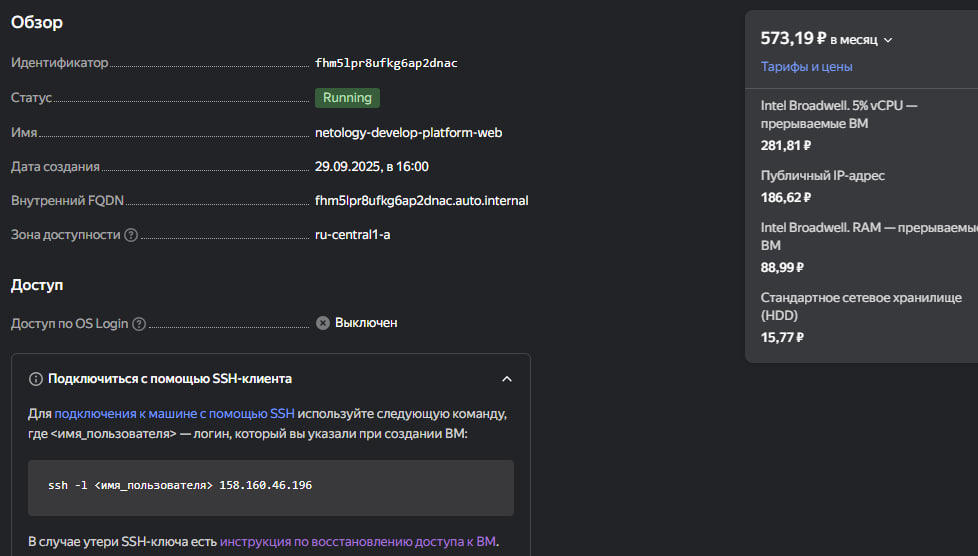 Обзор
Идентификатор fhm5lpr8ufkg6ap2dnac
Статус Running
Имя netology-develop-platform-web
Дата создания 29.09.2025, в 16:00
Внутренний FQDN fhm5lpr8ufkg6ap2dnac.auto.internal
Зона доступности ru-central1-a
Доступ
Доступ по OS Login Выключен
Подключиться с помощью SSH-клиента
Для подключения к машине с помощью SSH используйте следующую команду,
где <имя_пользователя> — логин, который вы указали при создании ВМ:
ssh -l <имя_пользователя> 158.160.46.196
В случае утери SSH-ключа есть инструкция по восстановлению доступа к ВМ.
573,19 ₽ в месяц
Тарифы и цены
Intel Broadwell. 5% vCPU —
прерываемые ВМ
281,81 ₽
Публичный IP-адрес
186,62 ₽
Intel Broadwell. RAM — прерываемые
ВМ
88,99 ₽
Стандартное сетевое хранилище
(HDD)
15,77 ₽